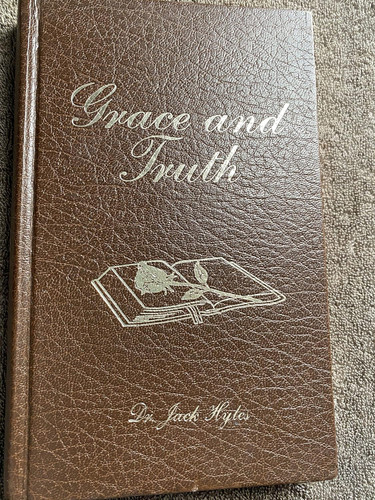 Grace and
Truth
Dr. Jack Hyles